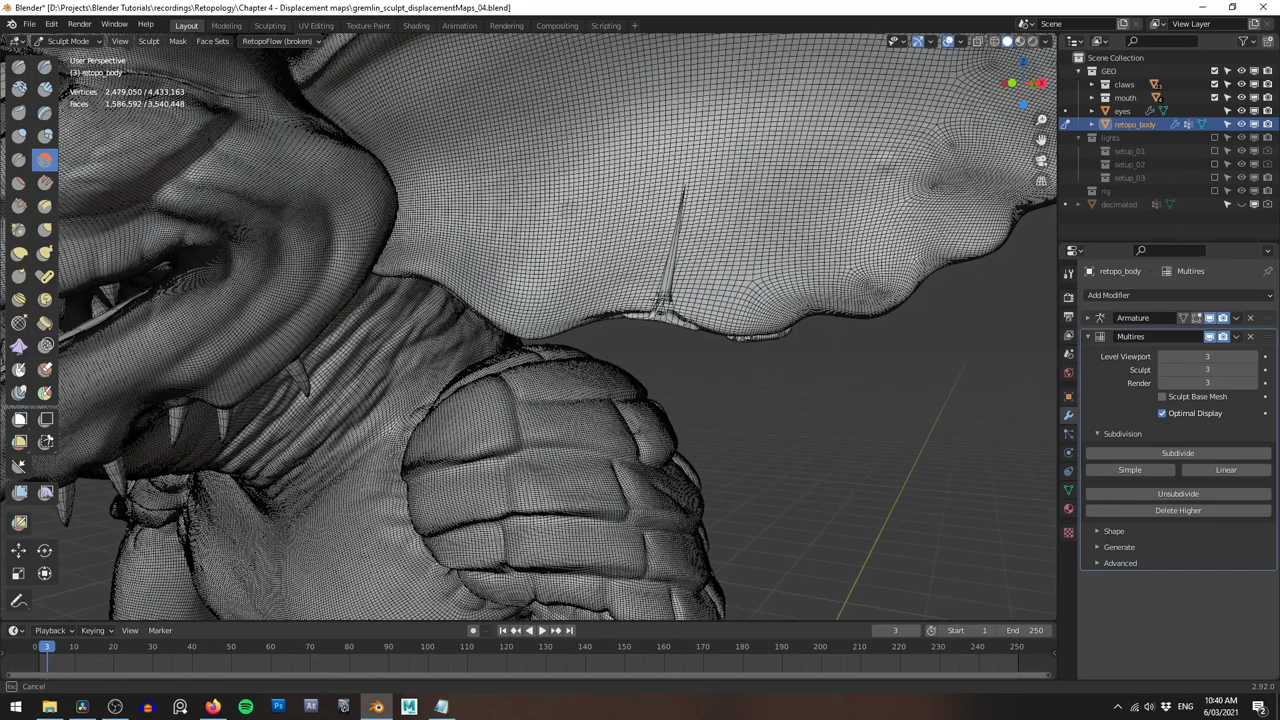 Blender* [D:\Projects\Blender Tutorials\recordings\Retopology\Chapter 4 - Displacement maps\gremlin_sculpt_displacementMaps_04.blend]
File Edit Render Window Help Layout Modeling Sculpting UV Editing Texture Paint Shading Animation Rendering Compositing Scripting Scene View Layer
Sculpt Mode View Sculpt Mask Face Sets RetopoFlow (broken)
User Perspective
(3) retopo_body
Vertices 2,479,050 / 4,433,163
Faces 1,586,592 / 3,540,448
Scene Collection
GEO
claws
mouth
eyes
retopo_body
lights
setup_01
setup_02
setup_03
rig
decimated
retopo_body Multires
Add Modifier
Armature
Multires
Level Viewport 3
Sculpt 3
Render 3
Sculpt Base Mesh
Optimal Display
Subdivision
Subdivide
Simple Linear
Unsubdivide
Delete Higher
Shape
Generate
Advanced
Playback Keying View Marker 3 Start 1 End 250
0 3 10 20 30 40 50 60 70 80 90 100 110 120 130 140 150 160 170 180 190 200 210 220 230 240 250
Cancel 2.92.0
Ps Ae M ENG 10:40 AM
6/03/2021